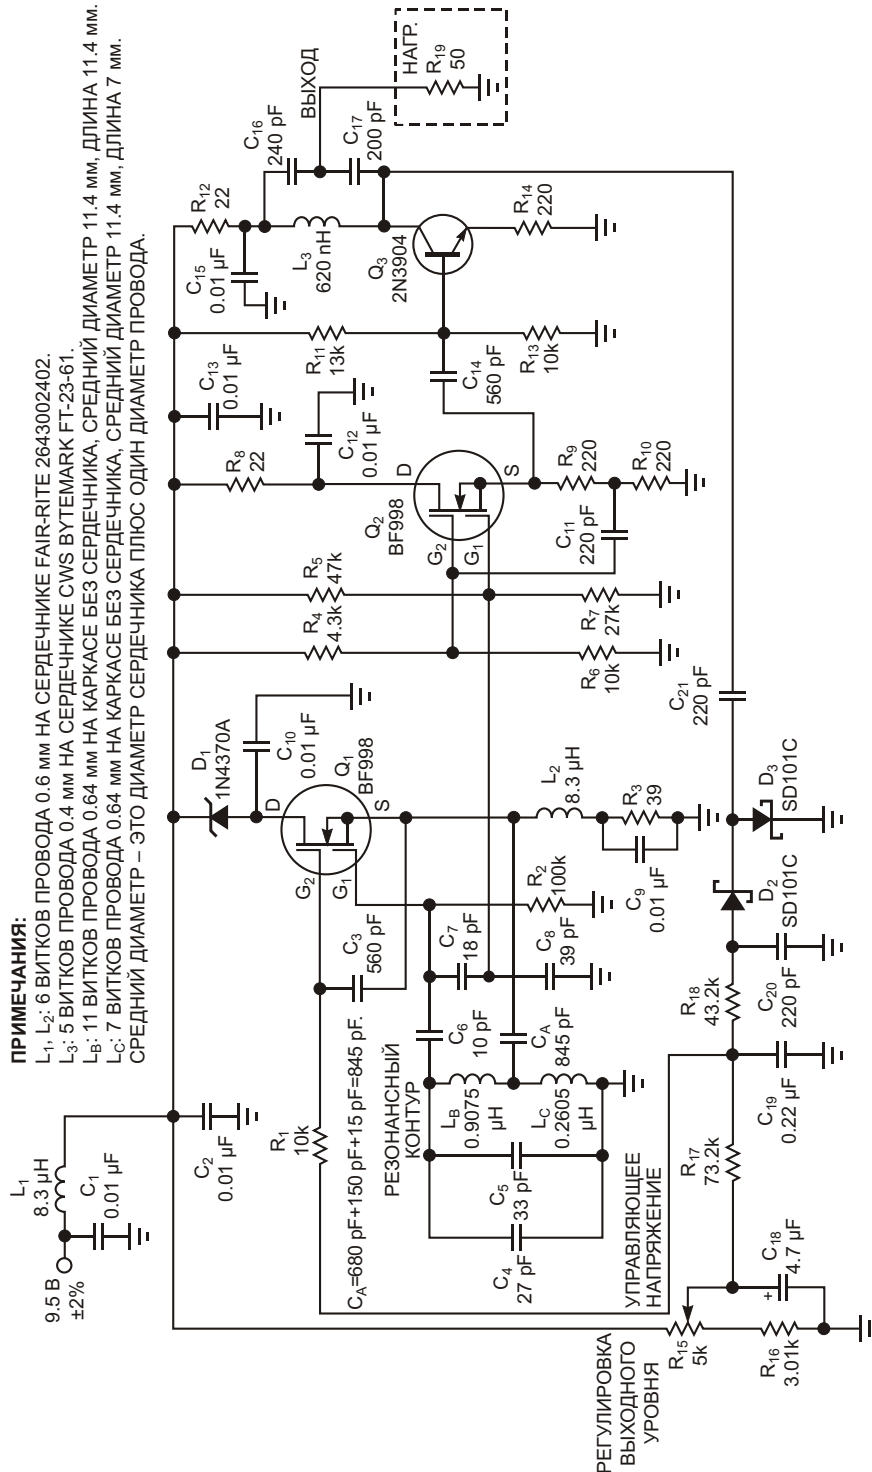 ПРИМЕЧАНИЯ:
L1, L2: 6 ВИТКОВ ПРОВОДА 0.6 мм НА СЕРДЕЧНИКЕ FAIR-RITE 2643002402.
L3: 5 ВИТКОВ ПРОВОДА 0.4 мм НА СЕРДЕЧНИКЕ CWS BYTEMARK FT-23-61.
LB: 11 ВИТКОВ ПРОВОДА 0.64 мм НА КАРКАСЕ БЕЗ СЕРДЕЧНИКА, СРЕДНИЙ ДИАМЕТР 11.4 мм, ДЛИНА 11.4 мм.
LC: 7 ВИТКОВ ПРОВОДА 0.64 мм НА КАРКАСЕ БЕЗ СЕРДЕЧНИКА, СРЕДНИЙ ДИАМЕТР 11.4 мм, ДЛИНА 7 мм.
СРЕДНИЙ ДИАМЕТР – ЭТО ДИАМЕТР СЕРДЕЧНИКА ПЛЮС ОДИН ДИАМЕТР ПРОВОДА.
9.5 В
±2%
L1
8.3 µH
C1
0.01 µF
C2
0.01 µF
R1
10k
CA=680 pF+150 pF+15 pF=845 pF.
РЕЗОНАНСНЫЙ
КОНТУР
C4
27 pF
C5
33 pF
LB
0.9075
µH
LC
0.2605
µH
C6
10 pF
CA
845 pF
C3
560 pF
C7
18 pF
C8
39 pF
R2
100k
D1
1N4370A
C10
0.01 µF
Q1
BF998
D
S
G2
G1
L2
8.3 µH
R3
39
C9
0.01 µF
R4
4.3k
R5
47k
R6
10k
R7
27k
R8
22
C12
0.01 µF
C13
0.01 µF
Q2
BF998
D
S
G2
G1
C11
220 pF
R9
220
R10
220
C14
560 pF
R11
13k
R13
10k
C15
0.01 µF
R12
22
L3
620 nH
Q3
2N3904
R14
220
C16
240 pF
C17
200 pF
ВЫХОД
НАГР.
R19
50
C21
220 pF
D3
SD101C
D2
SD101C
C20
220 pF
R18
43.2k
C19
0.22 µF
R17
73.2k
УПРАВЛЯЮЩЕЕ
НАПРЯЖЕНИЕ
C18
4.7 µF
+
РЕГУЛИРОВКА
ВЫХОДНОГО
УРОВНЯ
R15
5k
R16
3.01k